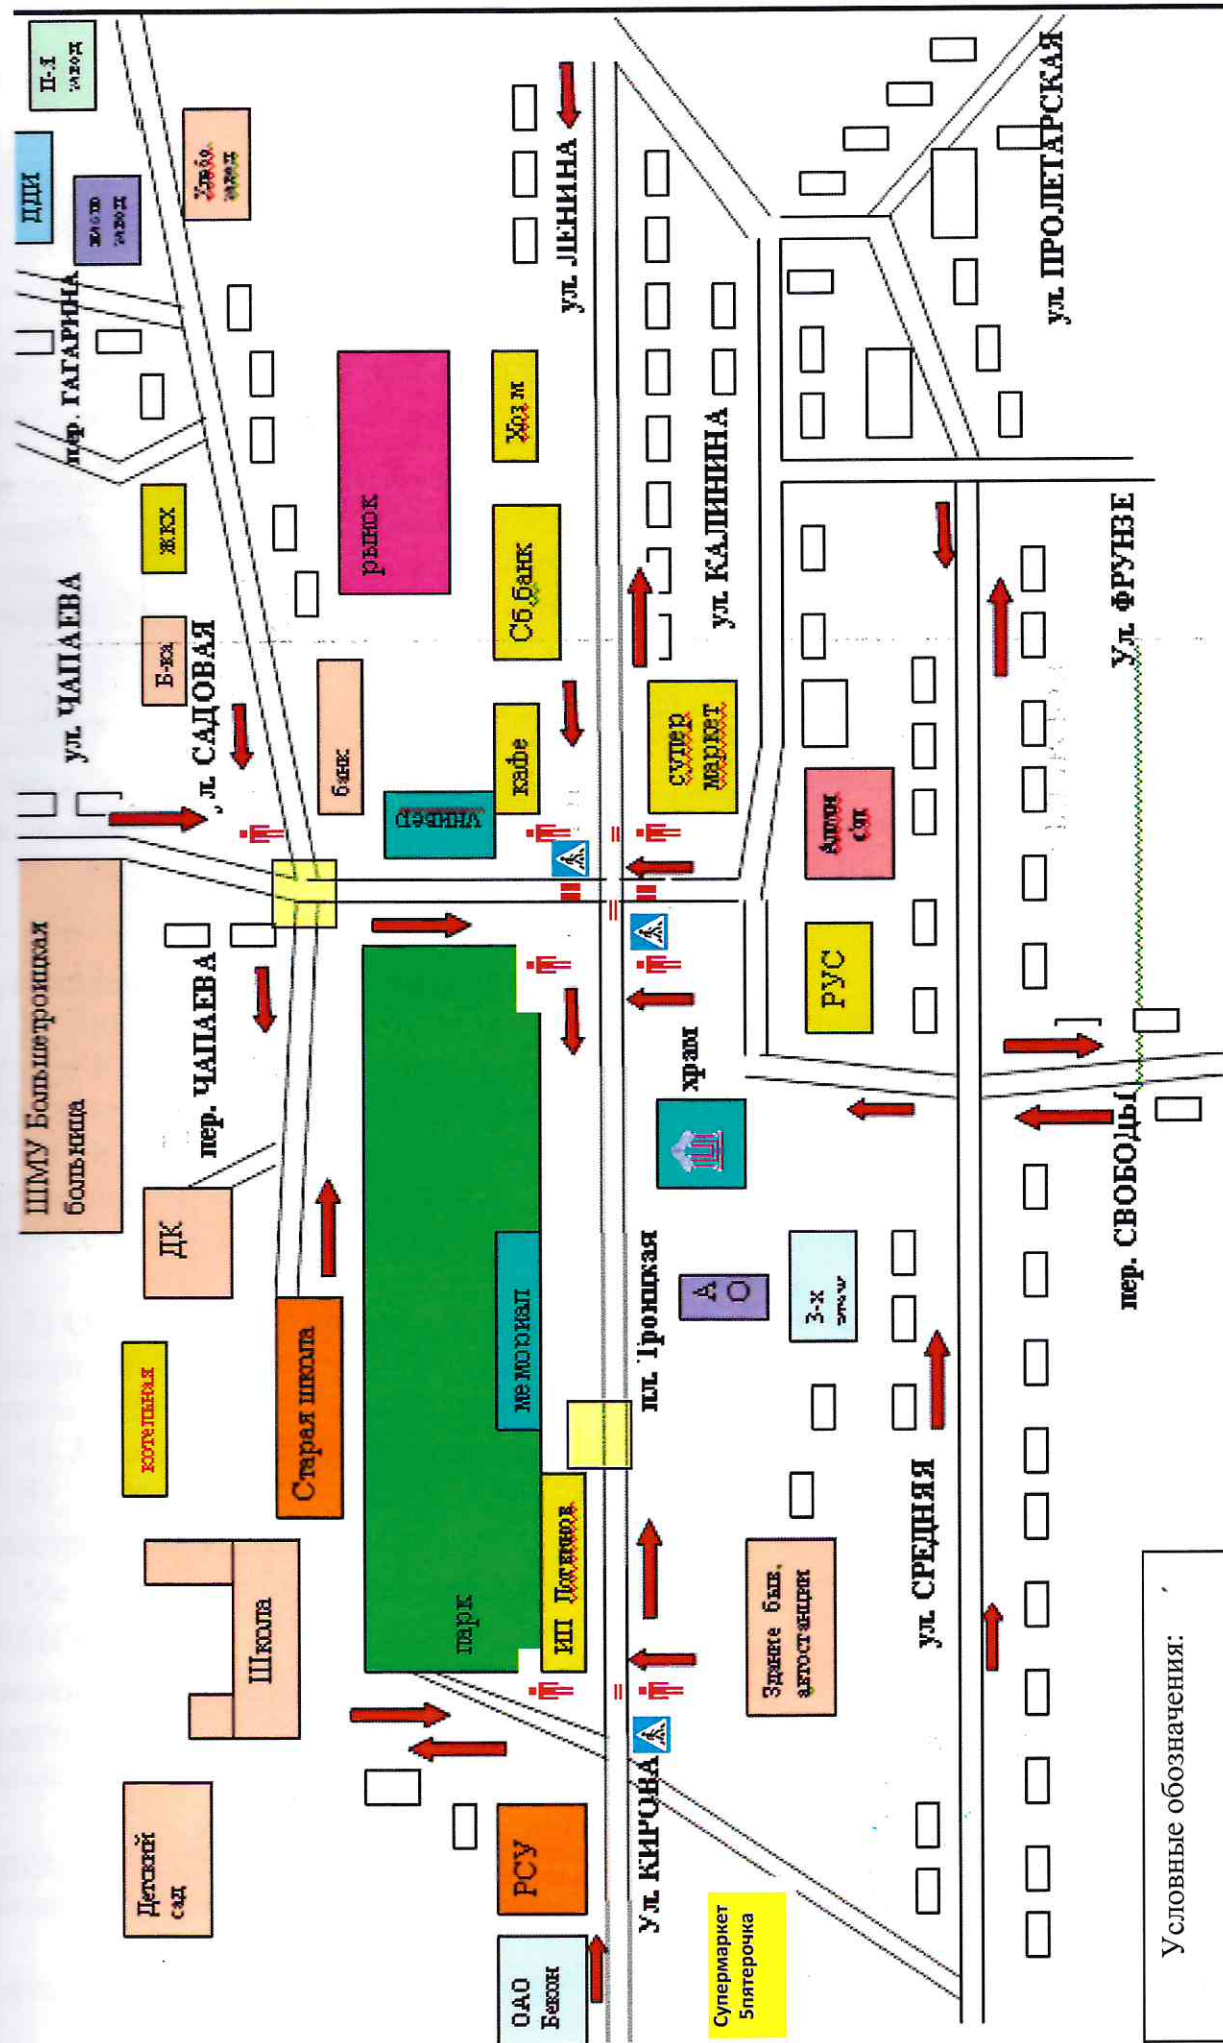 ШМУ Большетроицкая
больница
ул. ЧАПАЕВА
пер. ГАГАРИНА
ДДИ
завод
завод
завод
Детский
сад
котельная
ДК
пер. ЧАПАЕВА
Б-ка
ЖКХ
ул. САДОВАЯ
Школа
Старая школа
банк
рынок
универ
парк
мемориал
ОАО
Бекон
РСУ
ИП
кафе
Сб.банк
Хоз м
ул. ЛЕНИНА
Ул. КИРОВА
пл. Троицкая
храм
супер
маркет
ул. КАЛИНИНА
Супермаркет
5пятерочка
Здание быв.
автостанции
А
О
3-х
РУС
ул. СРЕДНЯЯ
ул. ПРОЛЕТАРСКАЯ
пер. СВОБОДЫ
Ул. ФРУНЗЕ
Условные обозначения: